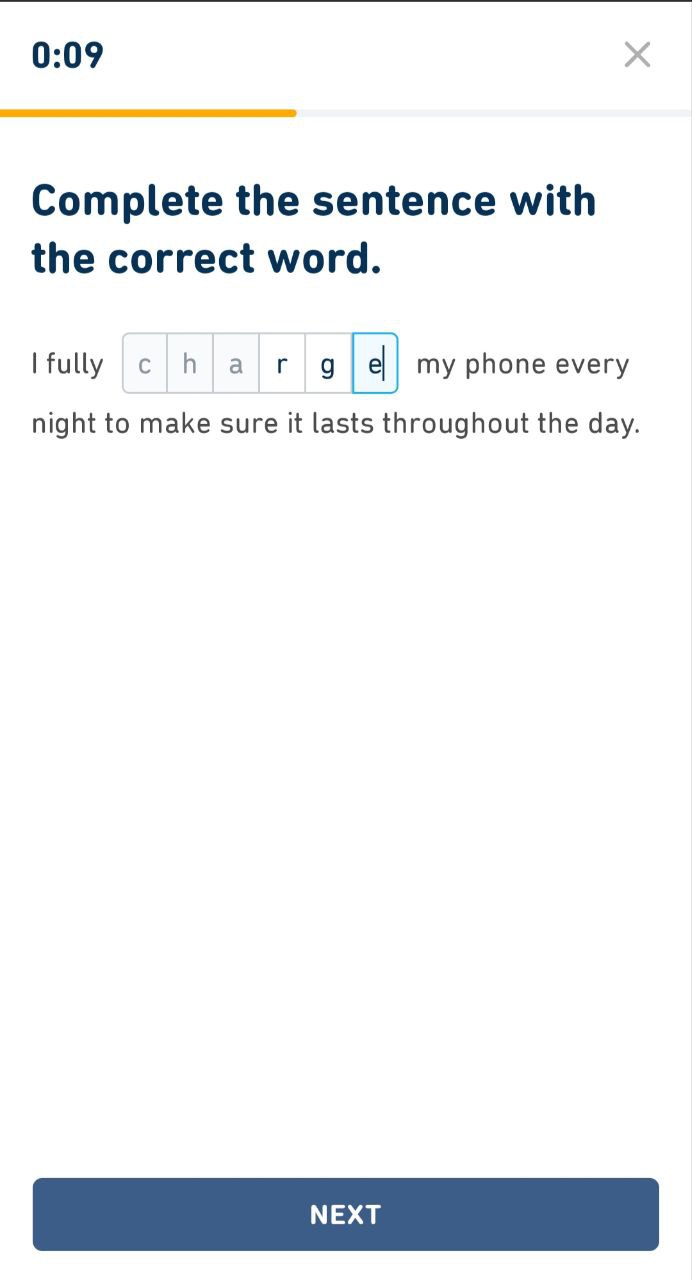 0:09
Complete the sentence with
the correct word.
I fully charge my phone every
night to make sure it lasts throughout the day.
NEXT